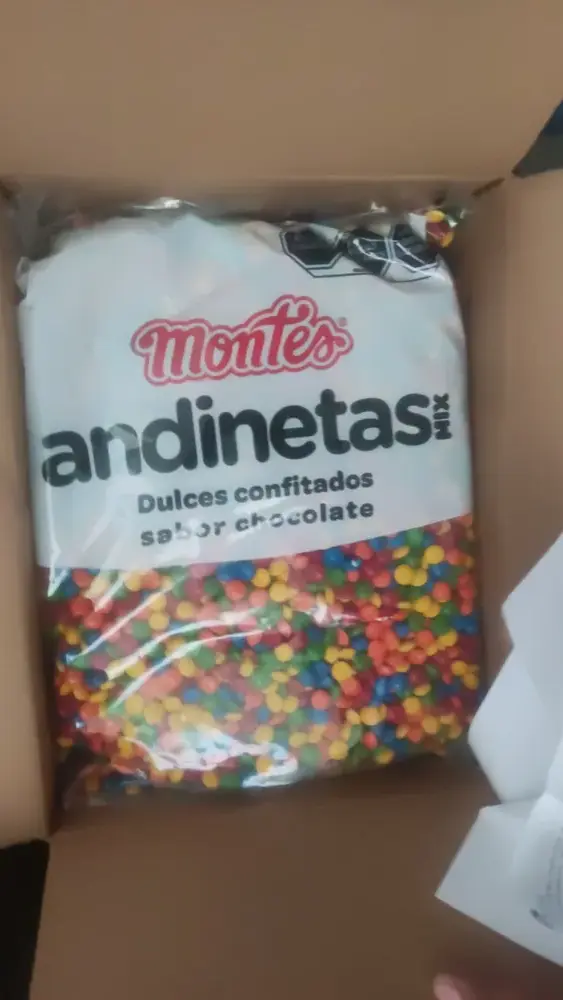 Montes®
andinetas MIX
Dulces confitados
sabor chocolate